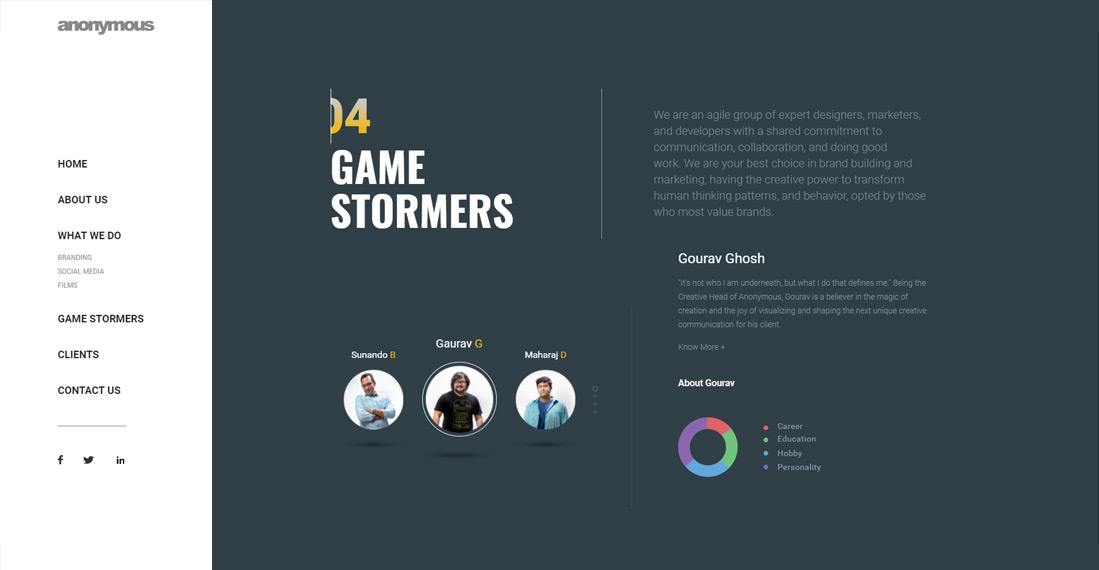 anonymous
HOME
ABOUT US
WHAT WE DO
BRANDING
SOCIAL MEDIA
FILMS
GAME STORMERS
CLIENTS
CONTACT US
04
GAME
STORMERS
We are an agile group of expert designers, marketers,
and developers with a shared commitment to
communication, collaboration, and doing good
work. We are your best choice in brand building and
marketing, having the creative power to transform
human thinking patterns, and behavior, opted by those
who most value brands.
Sunando B
Gaurav G
Maharaj D
Gourav Ghosh
"It's not who I am underneath, but what I do that defines me." Being the
Creative Head of Anonymous, Gourav is a believer in the magic of
creation and the joy of visualizing and shaping the next unique creative
communication for his client.
Know More +
About Gourav
Career
Education
Hobby
Personality